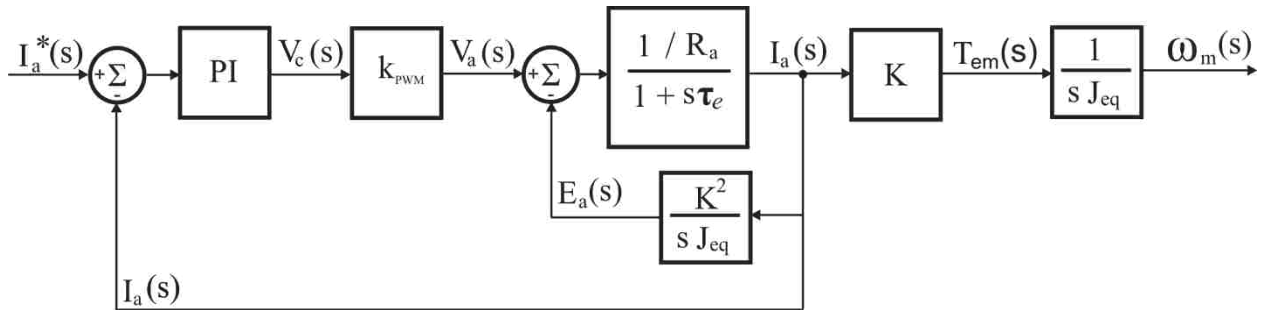 I_a*(s)
+ Σ -
PI
V_c(s)
k_PWM
V_a(s)
+ Σ -
1 / R_a
1 + sτ_e
I_a(s)
K
T_em(s)
1
s J_eq
ω_m(s)
E_a(s)
K²
s J_eq
I_a(s)